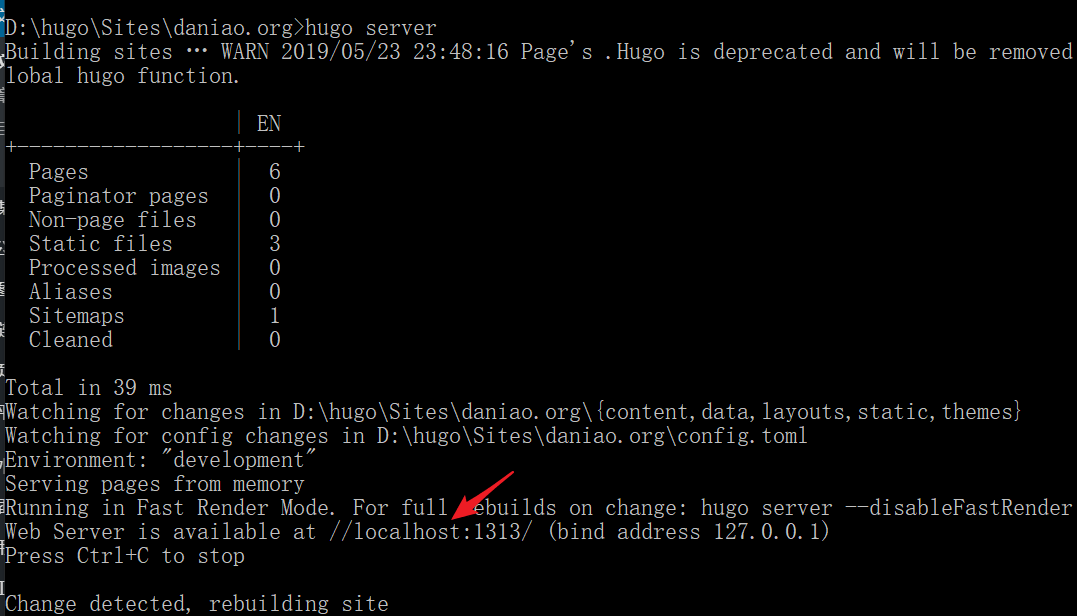 D:\hugo\Sites\daniao.org>hugo server
Building sites … WARN 2019/05/23 23:48:16 Page's .Hugo is deprecated and will be removed
lobal hugo function.
| EN
+------------------+----+
Pages | 6
Paginator pages | 0
Non-page files | 0
Static files | 3
Processed images | 0
Aliases | 0
Sitemaps | 1
Cleaned | 0
Total in 39 ms
Watching for changes in D:\hugo\Sites\daniao.org\{content,data,layouts,static,themes}
Watching for config changes in D:\hugo\Sites\daniao.org\config.toml
Environment: "development"
Serving pages from memory
Running in Fast Render Mode. For full ebuilds on change: hugo server --disableFastRender
Web Server is available at //localhost:1313/ (bind address 127.0.0.1)
Press Ctrl+C to stop
Change detected, rebuilding site